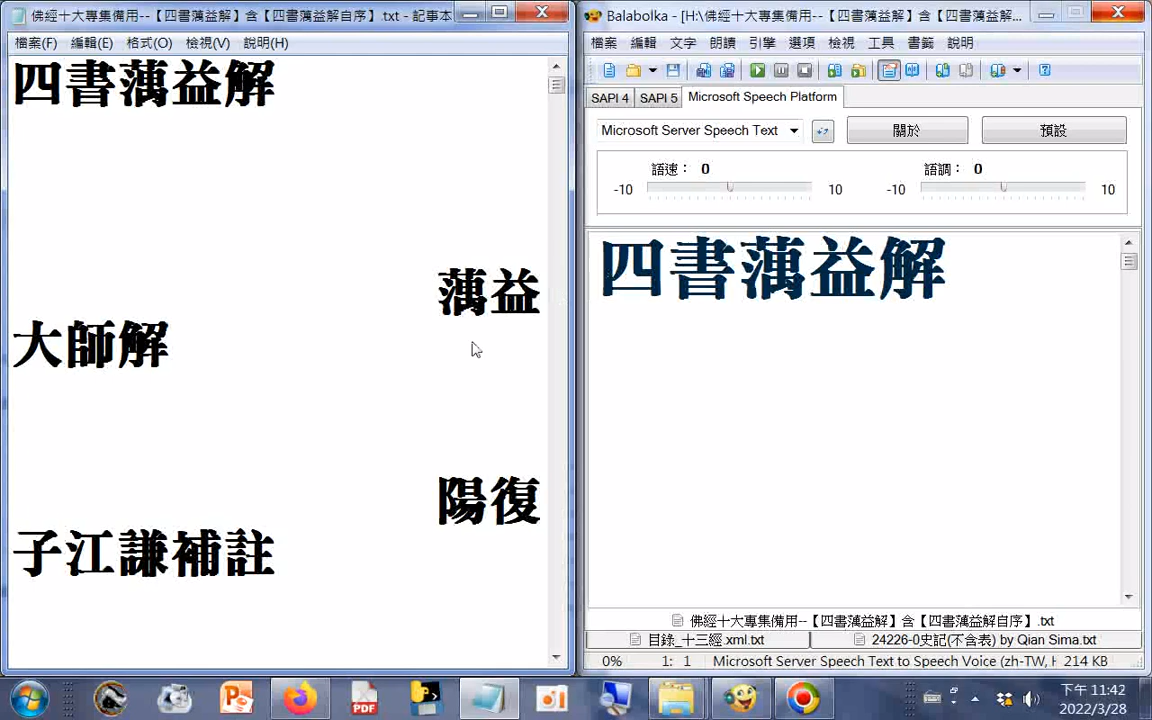 佛經十大專集備用--【四書蕅益解】含【四書蕅益解自序】.txt - 記事本
檔案(F) 編輯(E) 格式(O) 檢視(V) 說明(H)
四書蕅益解
蕅益
大師解
陽復
子江謙補註
Balabolka - [H:\佛經十大專集備用--【四書蕅益解】含【四書蕅益解...
檔案 編輯 文字 朗讀 引擎 選項 檢視 工具 書籤 說明
SAPI 4 SAPI 5 Microsoft Speech Platform
Microsoft Server Speech Text 關於 預設
語速： 0 語調： 0
-10 10 -10 10
四書蕅益解
佛經十大專集備用--【四書蕅益解】含【四書蕅益解自序】.txt
目錄_十三經.xml.txt 24226-0史記(不含表) by Qian Sima.txt
0% 1: 1 Microsoft Server Speech Text to Speech Voice (zh-TW, H 214 KB
PDF
下午 11:42
2022/3/28